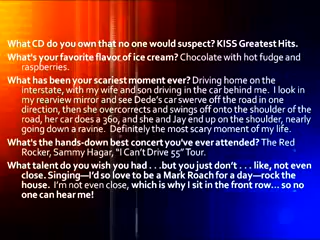 What CD do you own that no one would suspect? KISS Greatest Hits.
What's your favorite flavor of ice cream? Chocolate with hot fudge and
raspberries.
What has been your scariest moment ever? Driving home on the
interstate, with my wife and son driving in the car behind me. I look in
my rearview mirror and see Dede's car swerve off the road in one
direction, then she overcorrects and swings off onto the shoulder of the
road, her car does a 360, and she and Jay end up on the shoulder, nearly
going down a ravine. Definitely the most scary moment of my life.
What's the hands-down best concert you've ever attended? The Red
Rocker, Sammy Hagar, "I Can't Drive 55" Tour.
What talent do you wish you had . . .but you just don't . . . like, not even
close. Singing—I'd so love to be a Mark Roach for a day—rock the
house. I'm not even close, which is why I sit in the front row... so no
one can hear me!